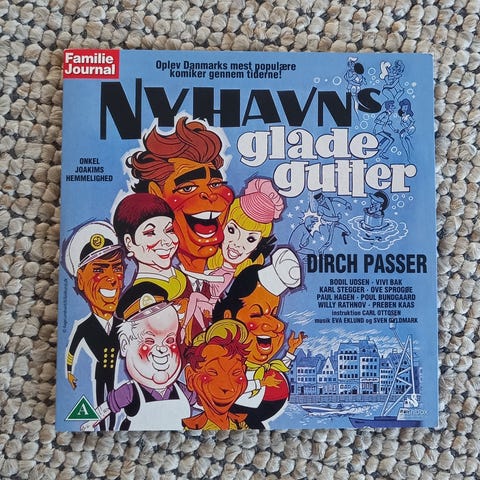 Familie
Journal
Oplev Danmarks mest populære
komiker gennem tiderne!
NYHAVNs
glade
gutter
ONKEL
JOAKIMS
HEMMELIGHED
DIRCH PASSER
BODIL UDSEN - VIVI BAK
KARL STEGGER - OVE SPROGØE
PAUL HAGEN - POUL BUNDGAARD
WILLY RATHNOV - PREBEN KAAS
instruktion CARL OTTOSEN
musik EVA EKLUND og SVEN GYLDMARK
A